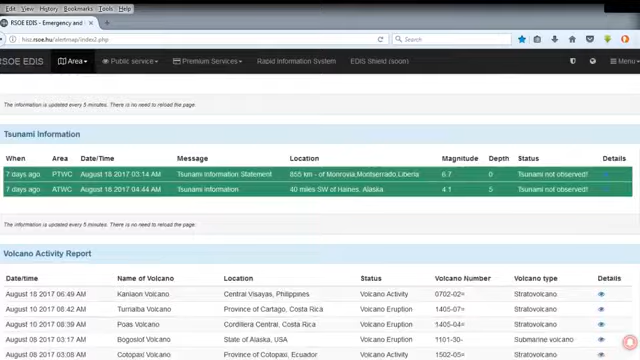 Edit View History Bookmarks Tools Help
RSOE EDIS - Emergency and
hisz.rsoe.hu/alertmap/index2.php
Search
RSOE EDIS Area Public service Premium Services Rapid Information System EDIS Shield (soon) Menu
The information is updated every 5 minutes. There is no need to reload the page.
Tsunami Information
When Area Date/Time Message Location Magnitude Depth Status Details
7 days ago. PTWC August 18 2017 03:14 AM Tsunami Information Statement 855 km - of Monrovia,Montserrado,Liberia 6.7 0 Tsunami not observed!
7 days ago. ATWC August 16 2017 04:44 AM Tsunami Information 40 miles SW of Haines, Alaska 4.1 5 Tsunami not observed!
The information is updated every 5 minutes. There is no need to reload the page.
Volcano Activity Report
Date/time Name of Volcano Location Status Volcano Number Volcano type Details
August 18 2017 06:49 AM Kanlaon Volcano Central Visayas, Philippines Volcano Activity 0702-02= Stratovolcano
August 10 2017 08:42 AM Turrialba Volcano Province of Cartago, Costa Rica Volcano Eruption 1405-07= Stratovolcano
August 10 2017 08:39 AM Poas Volcano Cordillera Central, Costa Rica Volcano Eruption 1405-04= Stratovolcano
August 08 2017 03:17 AM Bogoslof Volcano State of Alaska, USA Volcano Eruption 1101-30- Submarine volcano
August 08 2017 03:08 AM Cotopaxi Volcano Province of Cotopaxi, Ecuador Volcano Activity 1502-05= Stratovolcano